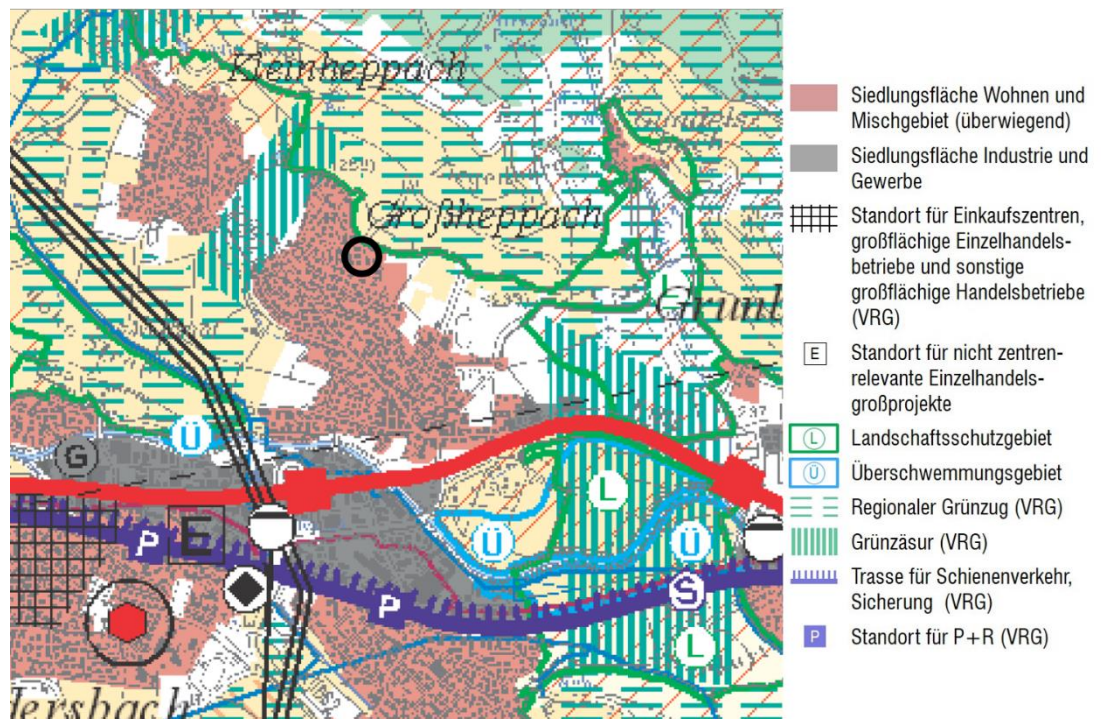 Kleinheppach
Großheppach
Grunb
L
Ü
G
L
E
P
Ü
Ü
P
S
L
dersbach
Siedlungsfläche Wohnen und
Mischgebiet (überwiegend)
Siedlungsfläche Industrie und
Gewerbe
Standort für Einkaufszentren,
großflächige Einzelhandels-
betriebe und sonstige
großflächige Handelsbetriebe
(VRG)
E
Standort für nicht zentren-
relevante Einzelhandels-
großprojekte
L
Landschaftsschutzgebiet
Ü
Überschwemmungsgebiet
Regionaler Grünzug (VRG)
Grünzäsur (VRG)
Trasse für Schienenverkehr,
Sicherung (VRG)
P
Standort für P+R (VRG)